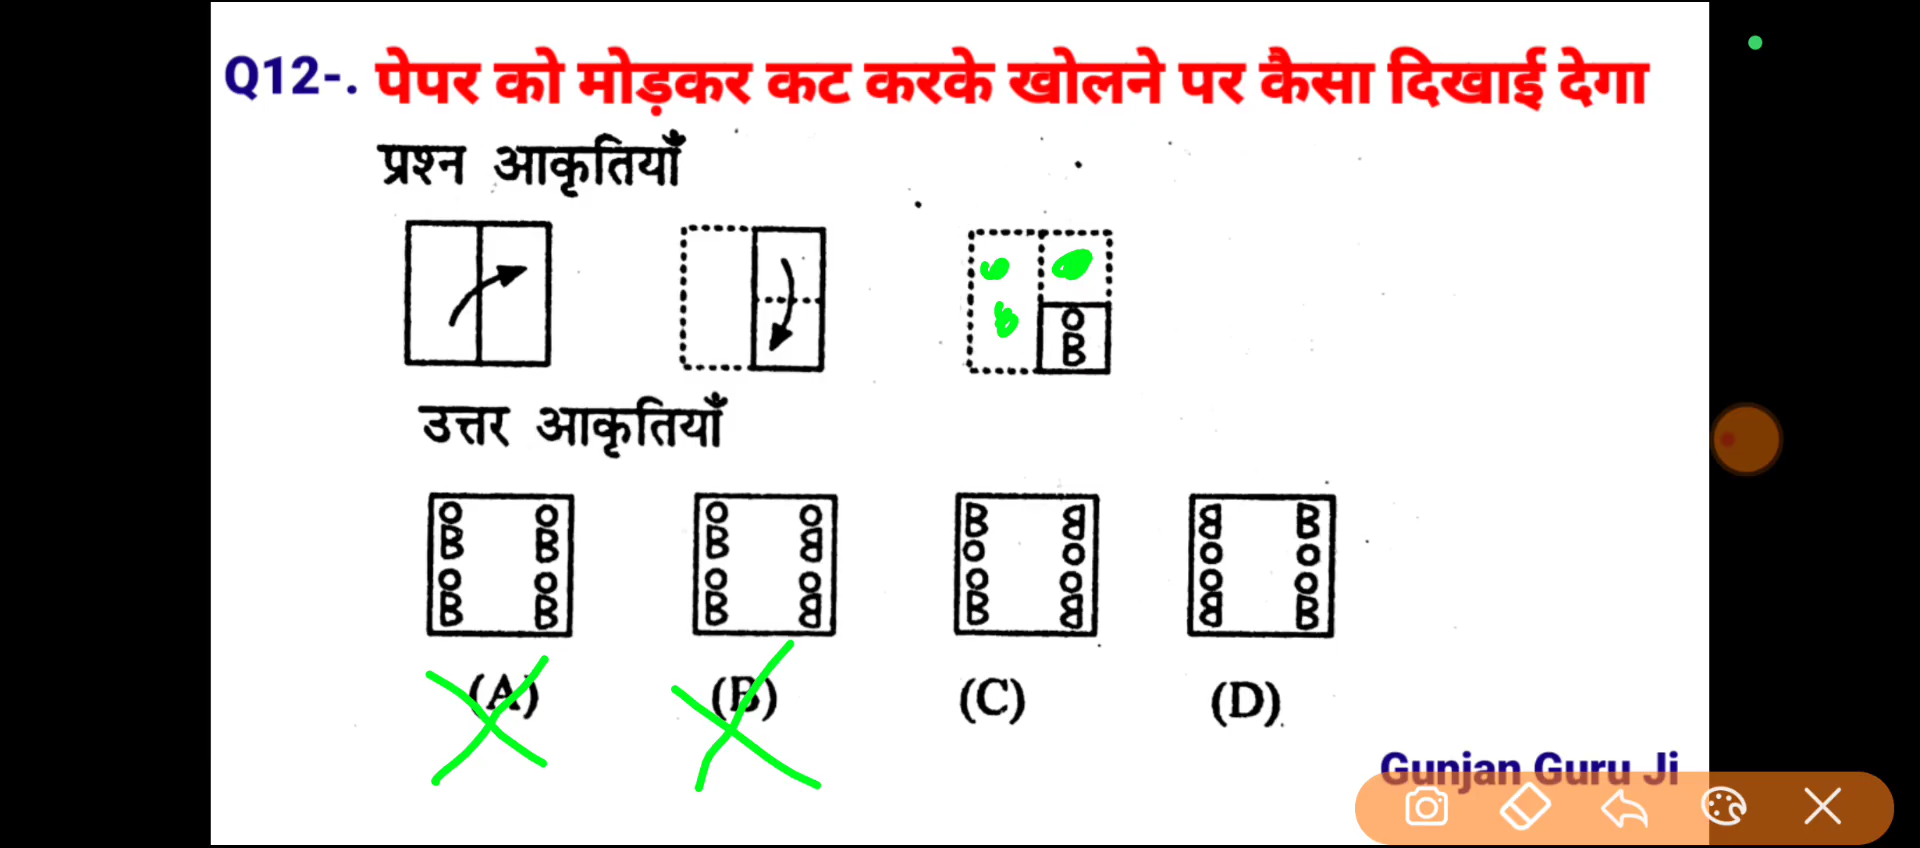 Q12-. पेपर को मोड़कर कट करके खोलने पर कैसा दिखाई देगा
प्रश्न आकृतियाँ
O
B
उत्तर आकृतियाँ
(A) (B) (C) (D)
Gunjan Guru Ji